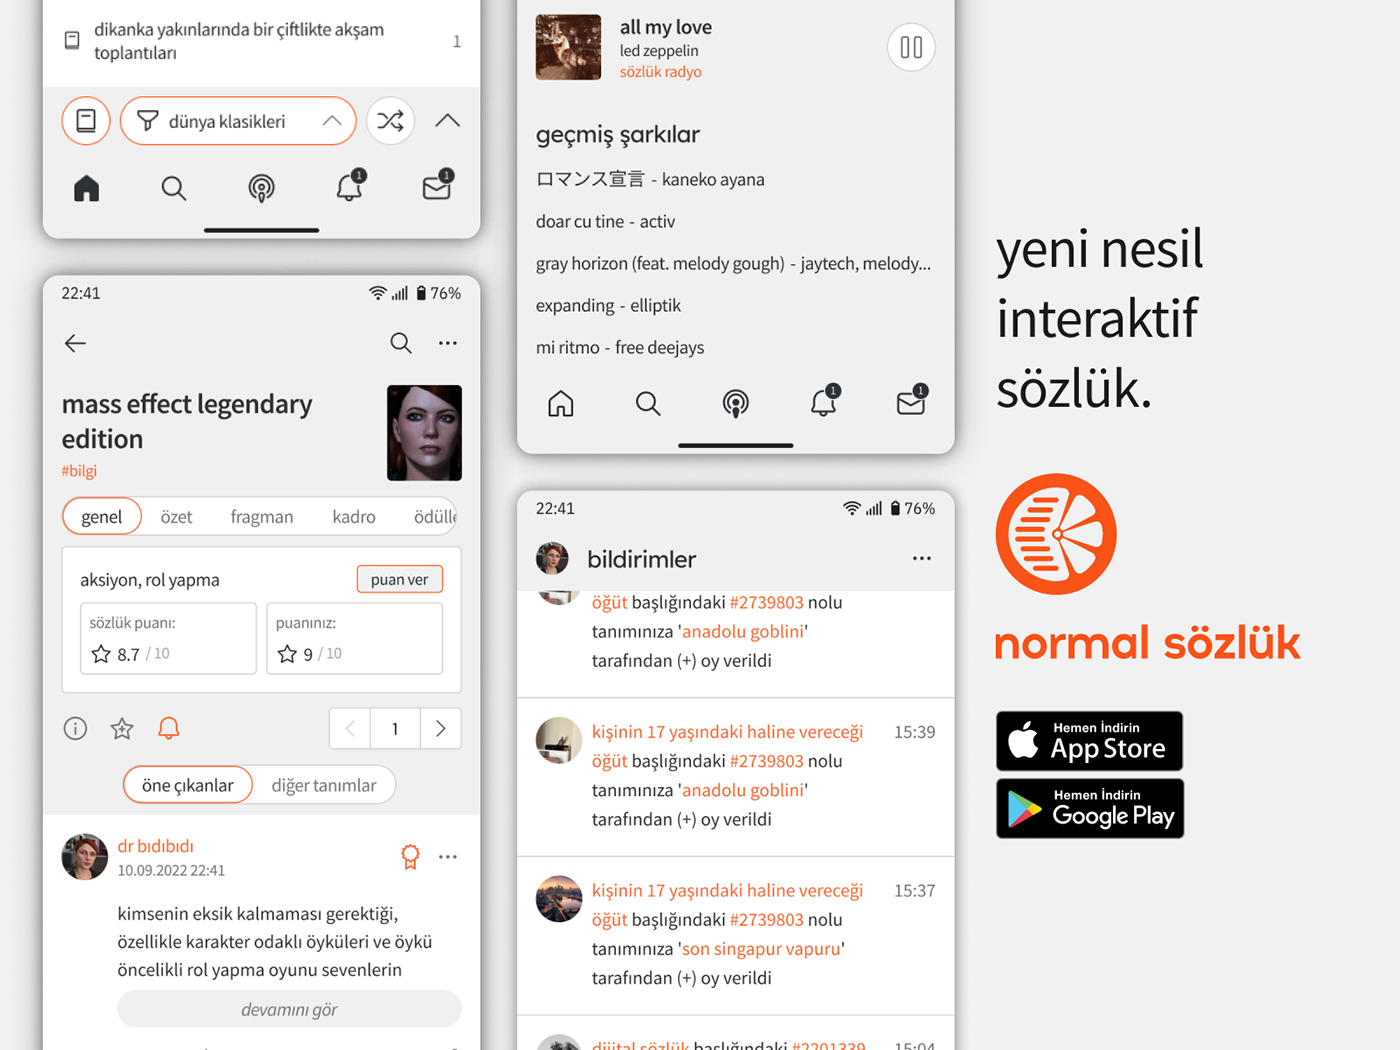 dikanka yakınlarında bir çiftlikte akşam
toplantıları
1
dünya klasikleri
1
1
22:41
76%
mass effect legendary
edition
#bilgi
genel
özet
fragman
kadro
aksiyon, rol yapma
puan ver
sözlük puanı:
8.7 / 10
puanınız:
9 / 10
1
öne çıkanlar
diğer tanımlar
dr bıdıbıdı
10.09.2022 22:41
kimsenin eksik kalmaması gerektiği,
özellikle karakter odaklı öyküleri ve öykü
öncelikli rol yapma oyunu sevenlerin
devamını gör
all my love
led zeppelin
sözlük radyo
geçmiş şarkılar
ロマンス宣言 - kaneko ayana
doar cu tine - activ
gray horizon (feat. melody gough) - jaytech, melody...
expanding - elliptik
mi ritmo - free deejays
1
1
22:41
76%
bildirimler
öğüt başlığındaki #2739803 nolu
tanımınıza 'anadolu goblini'
tarafından (+) oy verildi
kişinin 17 yaşındaki haline vereceği
15:39
öğüt başlığındaki #2739803 nolu
tanımınıza 'anadolu goblini'
tarafından (+) oy verildi
kişinin 17 yaşındaki haline vereceği
15:37
öğüt başlığındaki #2739803 nolu
tanımınıza 'son singapur vapuru'
tarafından (+) oy verildi
dijital sözlük başlığındaki #2201339
15:04
yeni nesil
interaktif
sözlük.
normal sözlük
Hemen İndirin
App Store
Hemen İndirin
Google Play